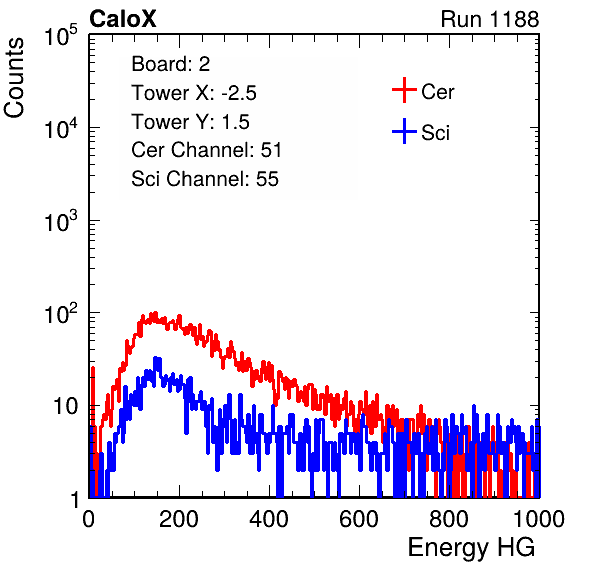 CaloX
Run 1188
Counts
10^5
10^4
10^3
10^2
10
1
Board: 2
Tower X: -2.5
Tower Y: 1.5
Cer Channel: 51
Sci Channel: 55
Cer
Sci
0 200 400 600 800 1000
Energy HG